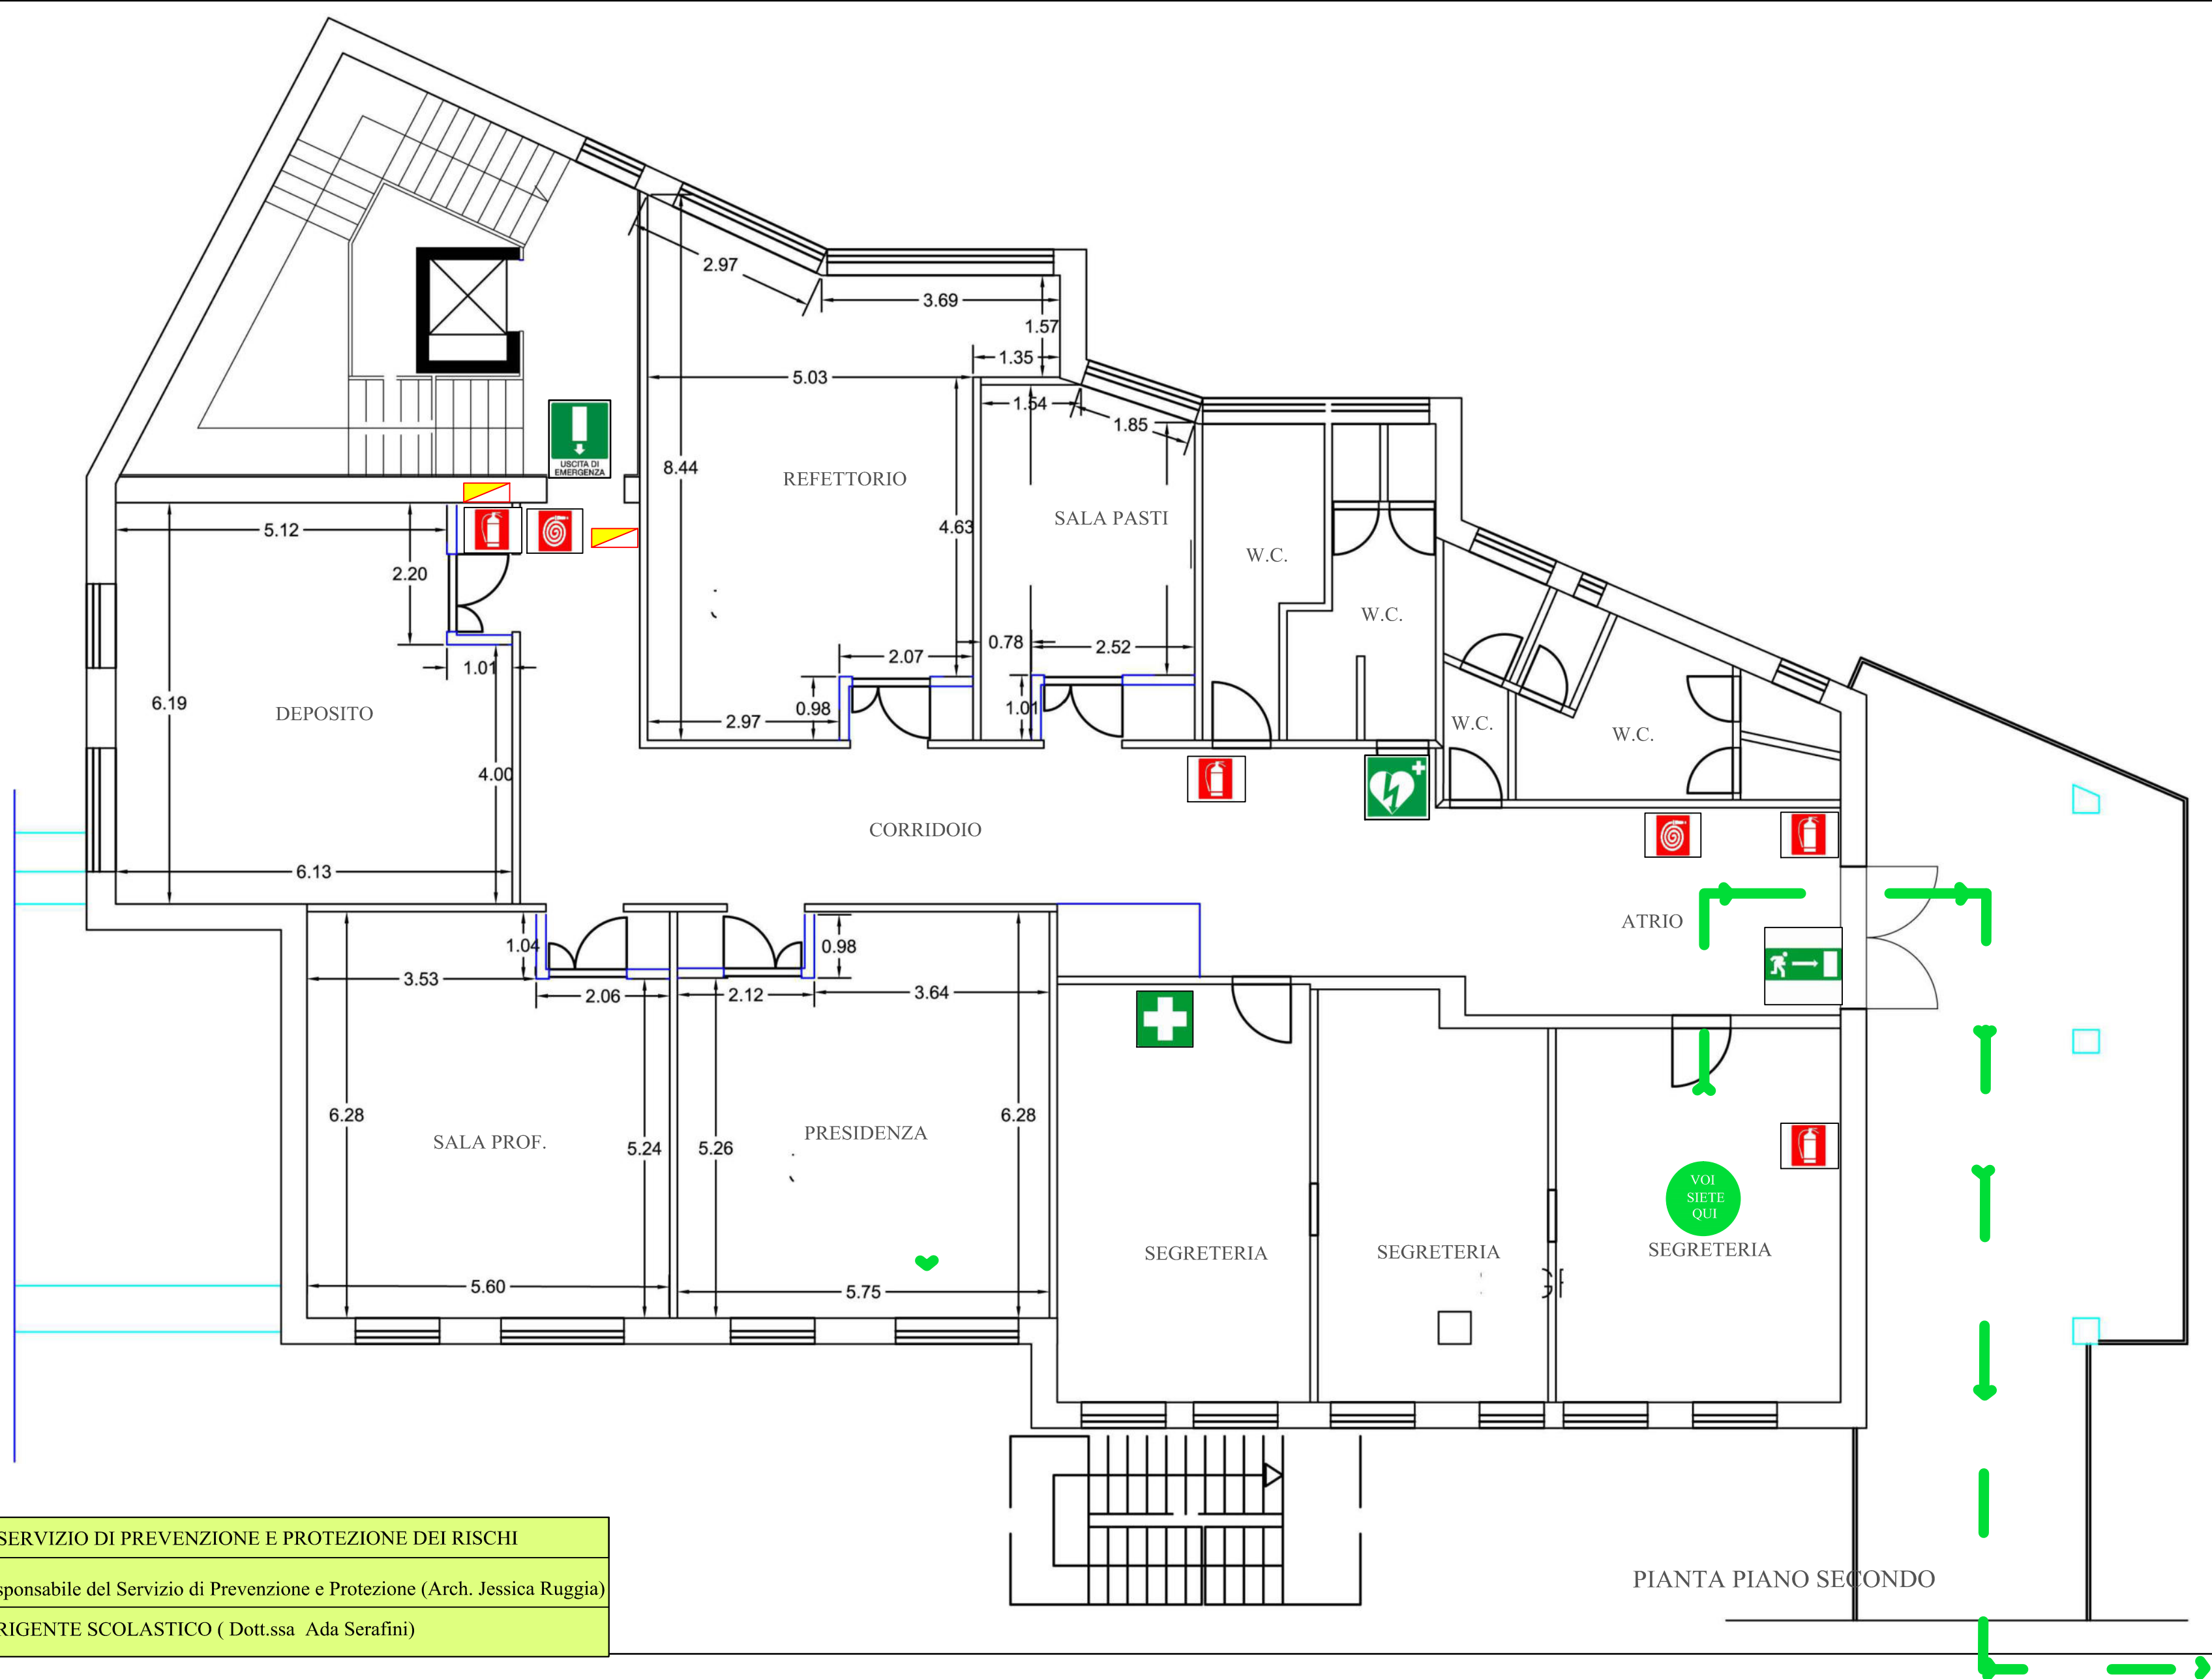 2.97
3.69
1.57
1.35
5.03
1.54
1.85
USCITA DI
EMERGENZA
8.44
REFETTORIO
4.63
SALA PASTI
5.12
2.20
W.C.
W.C.
1.01
6.19
DEPOSITO
2.07
0.78
2.52
2.97
0.98
1.01
W.C.
W.C.
4.00
CORRIDOIO
6.13
ATRIO
1.04
0.98
3.53
2.06
2.12
3.64
6.28
SALA PROF.
5.24
5.26
PRESIDENZA
6.28
VOI
SIETE
QUI
SEGRETERIA
SEGRETERIA
SEGRETERIA
5.60
5.75
SERVIZIO DI PREVENZIONE E PROTEZIONE DEI RISCHI
sponsabile del Servizio di Prevenzione e Protezione (Arch. Jessica Ruggia)
RIGENTE SCOLASTICO ( Dott.ssa Ada Serafini)
PIANTA PIANO SECONDO